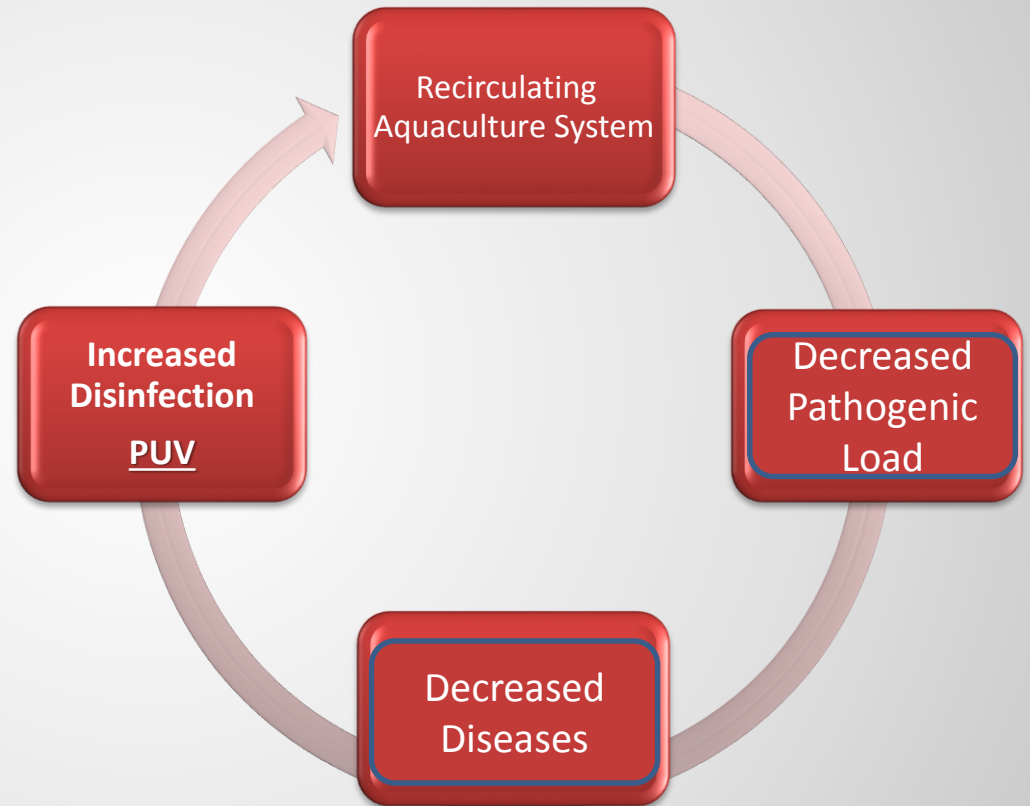 Recirculating
Aquaculture System
Decreased
Pathogenic
Load
Decreased
Diseases
Increased
Disinfection
PUV